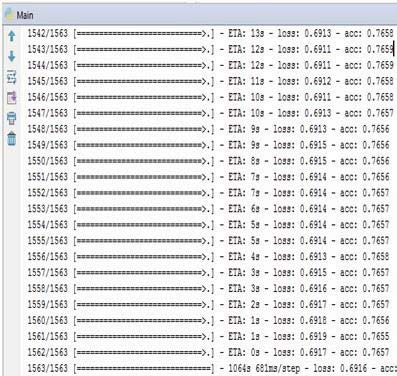 Main
1542/1563 [============================>.] - ETA: 13s - loss: 0.6913 - acc: 0.7658
1543/1563 [============================>.] - ETA: 12s - loss: 0.6911 - acc: 0.7659
1544/1563 [============================>.] - ETA: 12s - loss: 0.6911 - acc: 0.7659
1545/1563 [============================>.] - ETA: 11s - loss: 0.6912 - acc: 0.7658
1546/1563 [============================>.] - ETA: 10s - loss: 0.6911 - acc: 0.7658
1547/1563 [============================>.] - ETA: 10s - loss: 0.6913 - acc: 0.7657
1548/1563 [============================>.] - ETA: 9s - loss: 0.6913 - acc: 0.7656
1549/1563 [============================>.] - ETA: 9s - loss: 0.6915 - acc: 0.7656
1550/1563 [============================>.] - ETA: 8s - loss: 0.6915 - acc: 0.7656
1551/1563 [============================>.] - ETA: 7s - loss: 0.6914 - acc: 0.7656
1552/1563 [============================>.] - ETA: 7s - loss: 0.6914 - acc: 0.7657
1553/1563 [============================>.] - ETA: 6s - loss: 0.6914 - acc: 0.7657
1554/1563 [============================>.] - ETA: 5s - loss: 0.6914 - acc: 0.7657
1555/1563 [============================>.] - ETA: 5s - loss: 0.6914 - acc: 0.7657
1556/1563 [============================>.] - ETA: 4s - loss: 0.6913 - acc: 0.7658
1557/1563 [============================>.] - ETA: 3s - loss: 0.6915 - acc: 0.7657
1558/1563 [============================>.] - ETA: 3s - loss: 0.6916 - acc: 0.7657
1559/1563 [============================>.] - ETA: 2s - loss: 0.6917 - acc: 0.7657
1560/1563 [============================>.] - ETA: 1s - loss: 0.6918 - acc: 0.7656
1561/1563 [============================>.] - ETA: 1s - loss: 0.6919 - acc: 0.7655
1562/1563 [============================>.] - ETA: 0s - loss: 0.6917 - acc: 0.7657
1563/1563 [==============================] - 1064s 681ms/step - loss: 0.6916 - acc: